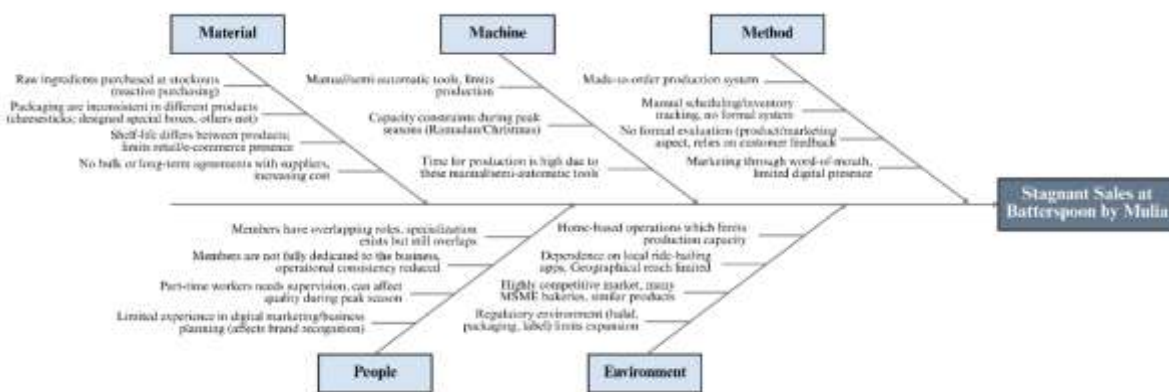 Material
Machine
Method
Raw ingredients purchased at stockouts
(reactive purchasing)
Packaging are inconsistent in different products
(cheesesticks; designed special boxes, others not)
Shelf-life differs between products;
limits retail/e-commerce presence
No bulk or long-term agreements with suppliers,
increasing cost
Manual/semi-automatic tools, limits
production
Capacity constraints during peak
seasons (Ramadan/Christmas)
Time for production is high due to
these manual/semi-automatic tools
Made-to-order production system
Manual scheduling/inventory
tracking, no formal system
No formal evaluation (product/marketing
aspect, relies on customer feedback
Marketing through word-of-mouth,
limited digital presence
Stagnant Sales at
Batterspoon by Mulia
Members have overlapping roles, specialization
exists but still overlaps
Members are not fully dedicated to the business,
operational consistency reduced
Part-time workers needs supervision, can affect
quality during peak season
Limited experience in digital marketing/business
planning (affects brand recognition)
Home-based operations which limits
production capacity
Dependence on local ride-hailing
apps, Geographical reach limited
Highly competitive market, many
MSME bakeries, similar products
Regulatory environment (halal,
packaging, label) limits expansion
People
Environment